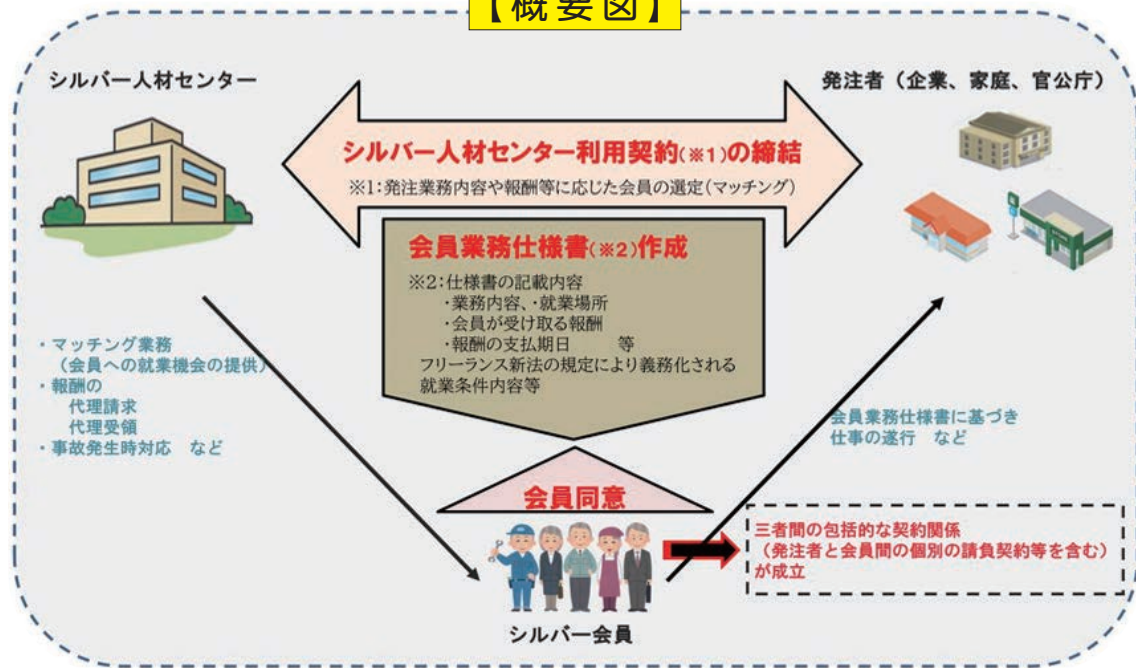 【概要図】
シルバー人材センター
発注者（企業、家庭、官公庁）
シルバー人材センター利用契約(※1)の締結
※1:発注業務内容や報酬等に応じた会員の選定(マッチング)
会員業務仕様書(※2)作成
※2:仕様書の記載内容
・業務内容、・就業場所
・会員が受け取る報酬
・報酬の支払期日　等
フリーランス新法の規定により義務化される
就業条件内容等
・マッチング業務
（会員への就業機会の提供）
・報酬の
代理請求
代理受領
・事故発生時対応　など
会員業務仕様書に基づき
仕事の遂行　など
会員同意
三者間の包括的な契約関係
（発注者と会員間の個別の請負契約等を含む）
が成立
シルバー会員